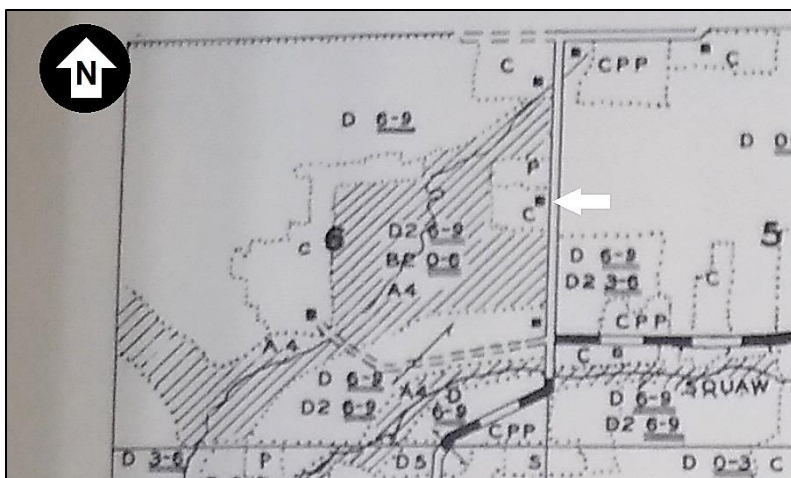 N
C
CPP
C
D 6-9
D
P
C
6
D2 6-9
5
C
BE 0-6
D 6-9
A4
D2 3-6
C
CPP
A4
C 6
D 6-9
A4
D
SQUAW
D2 6-9
6-9
D 6-9
CPP
D2 6-9
D 3-6
P
D5
S
D 0-3
C